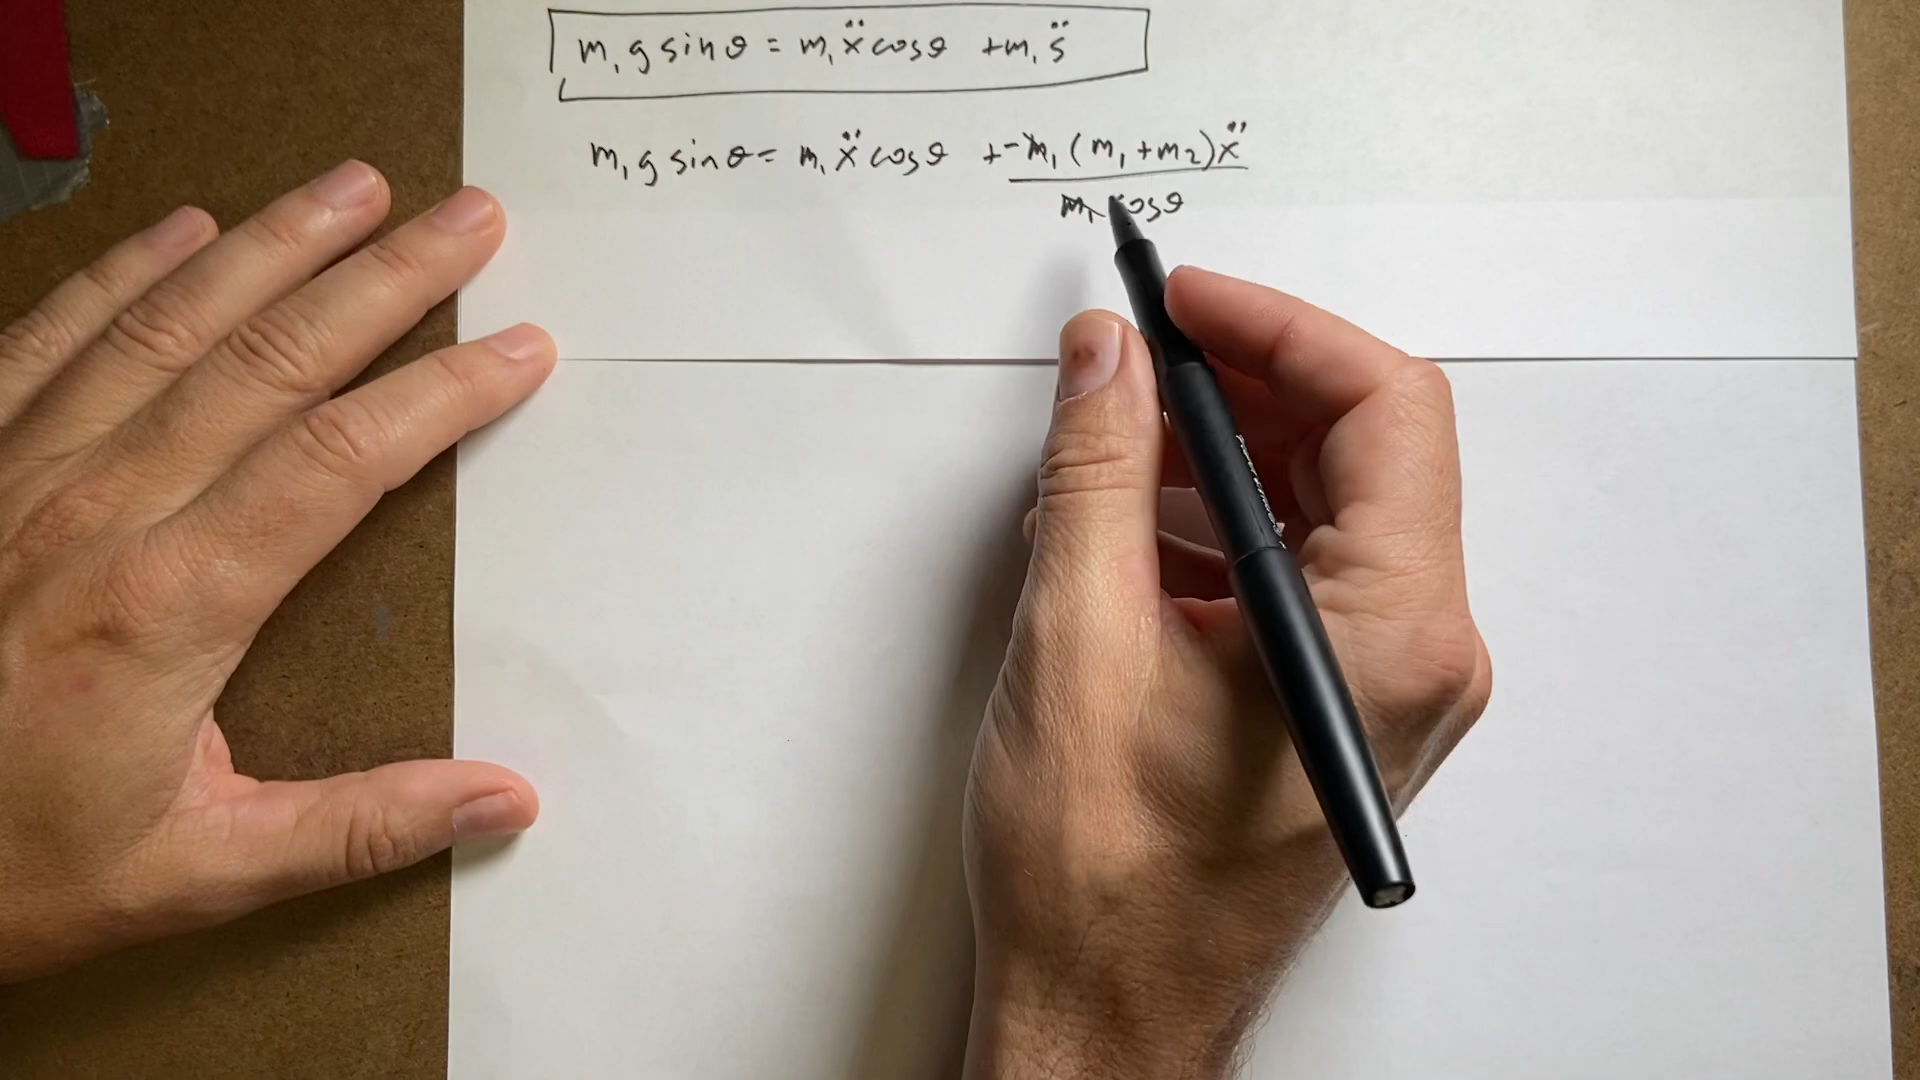 m₁ g sin θ = m₁ ẍ cos θ + m₁ s̈
m₁ g sin θ = m₁ ẍ cos θ + -m₁ (m₁ + m₂) ẍ
m₁ cos θ